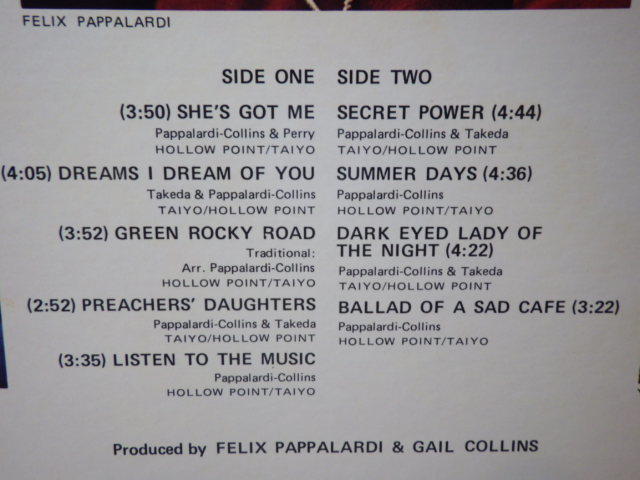 FELIX PAPPALARDI
SIDE ONE
(3:50) SHE'S GOT ME
Pappalardi-Collins & Perry
HOLLOW POINT/TAIYO
(4:05) DREAMS I DREAM OF YOU
Takeda & Pappalardi-Collins
TAIYO/HOLLOW POINT
(3:52) GREEN ROCKY ROAD
Traditional:
Arr. Pappalardi-Collins
HOLLOW POINT/TAIYO
(2:52) PREACHERS' DAUGHTERS
Pappalardi-Collins & Takeda
TAIYO/HOLLOW POINT
(3:35) LISTEN TO THE MUSIC
Pappalardi-Collins
HOLLOW POINT/TAIYO
SIDE TWO
SECRET POWER (4:44)
Pappalardi-Collins & Takeda
TAIYO/HOLLOW POINT
SUMMER DAYS (4:36)
Pappalardi-Collins
HOLLOW POINT/TAIYO
DARK EYED LADY OF
THE NIGHT (4:22)
Pappalardi-Collins & Takeda
TAIYO/HOLLOW POINT
BALLAD OF A SAD CAFE (3:22)
Pappalardi-Collins
HOLLOW POINT/TAIYO
Produced by FELIX PAPPALARDI & GAIL COLLINS